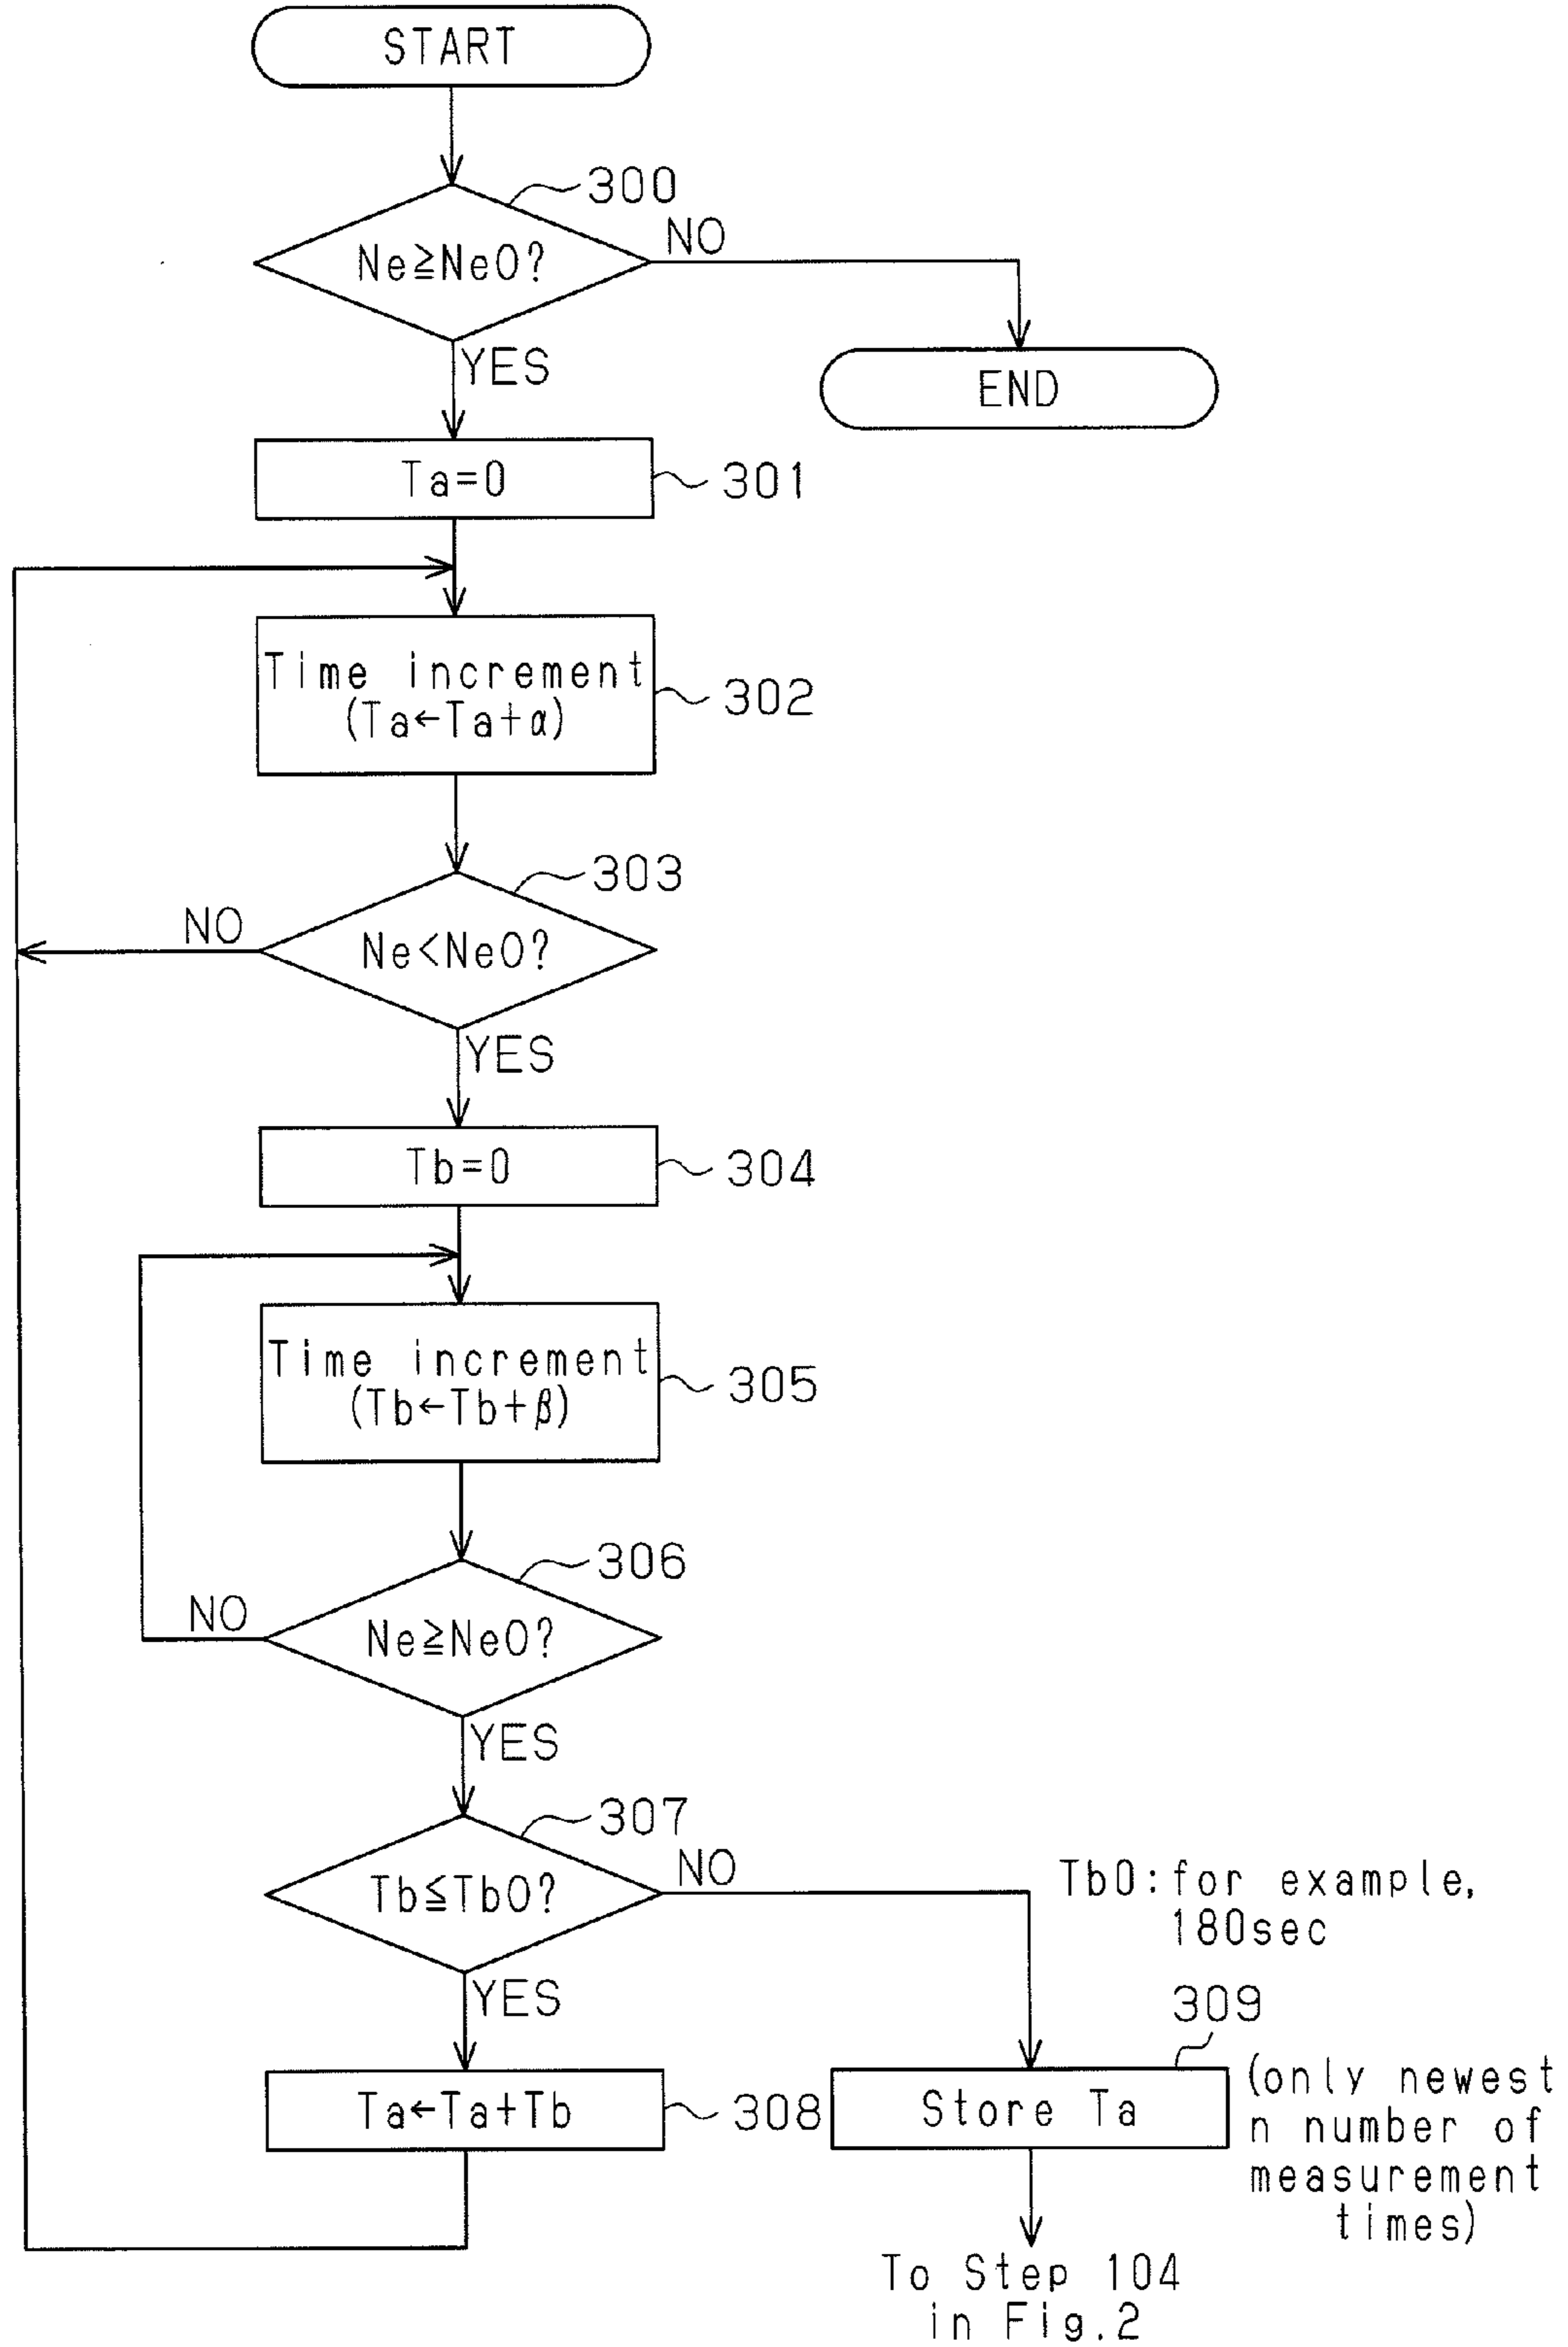 START
300
Ne≧Ne0?
NO
YES
END
Ta=0
301
Time increment
(Ta←Ta+α)
302
303
NO
Ne<Ne0?
YES
Tb=0
304
Time increment
(Tb←Tb+β)
305
306
NO
Ne≧Ne0?
YES
307
NO
Tb≦Tb0?
Tb0:for example,
180sec
YES
309
Ta←Ta+Tb
308
Store Ta
(only newest
n number of
measurement
times)
To Step 104
in Fig.2